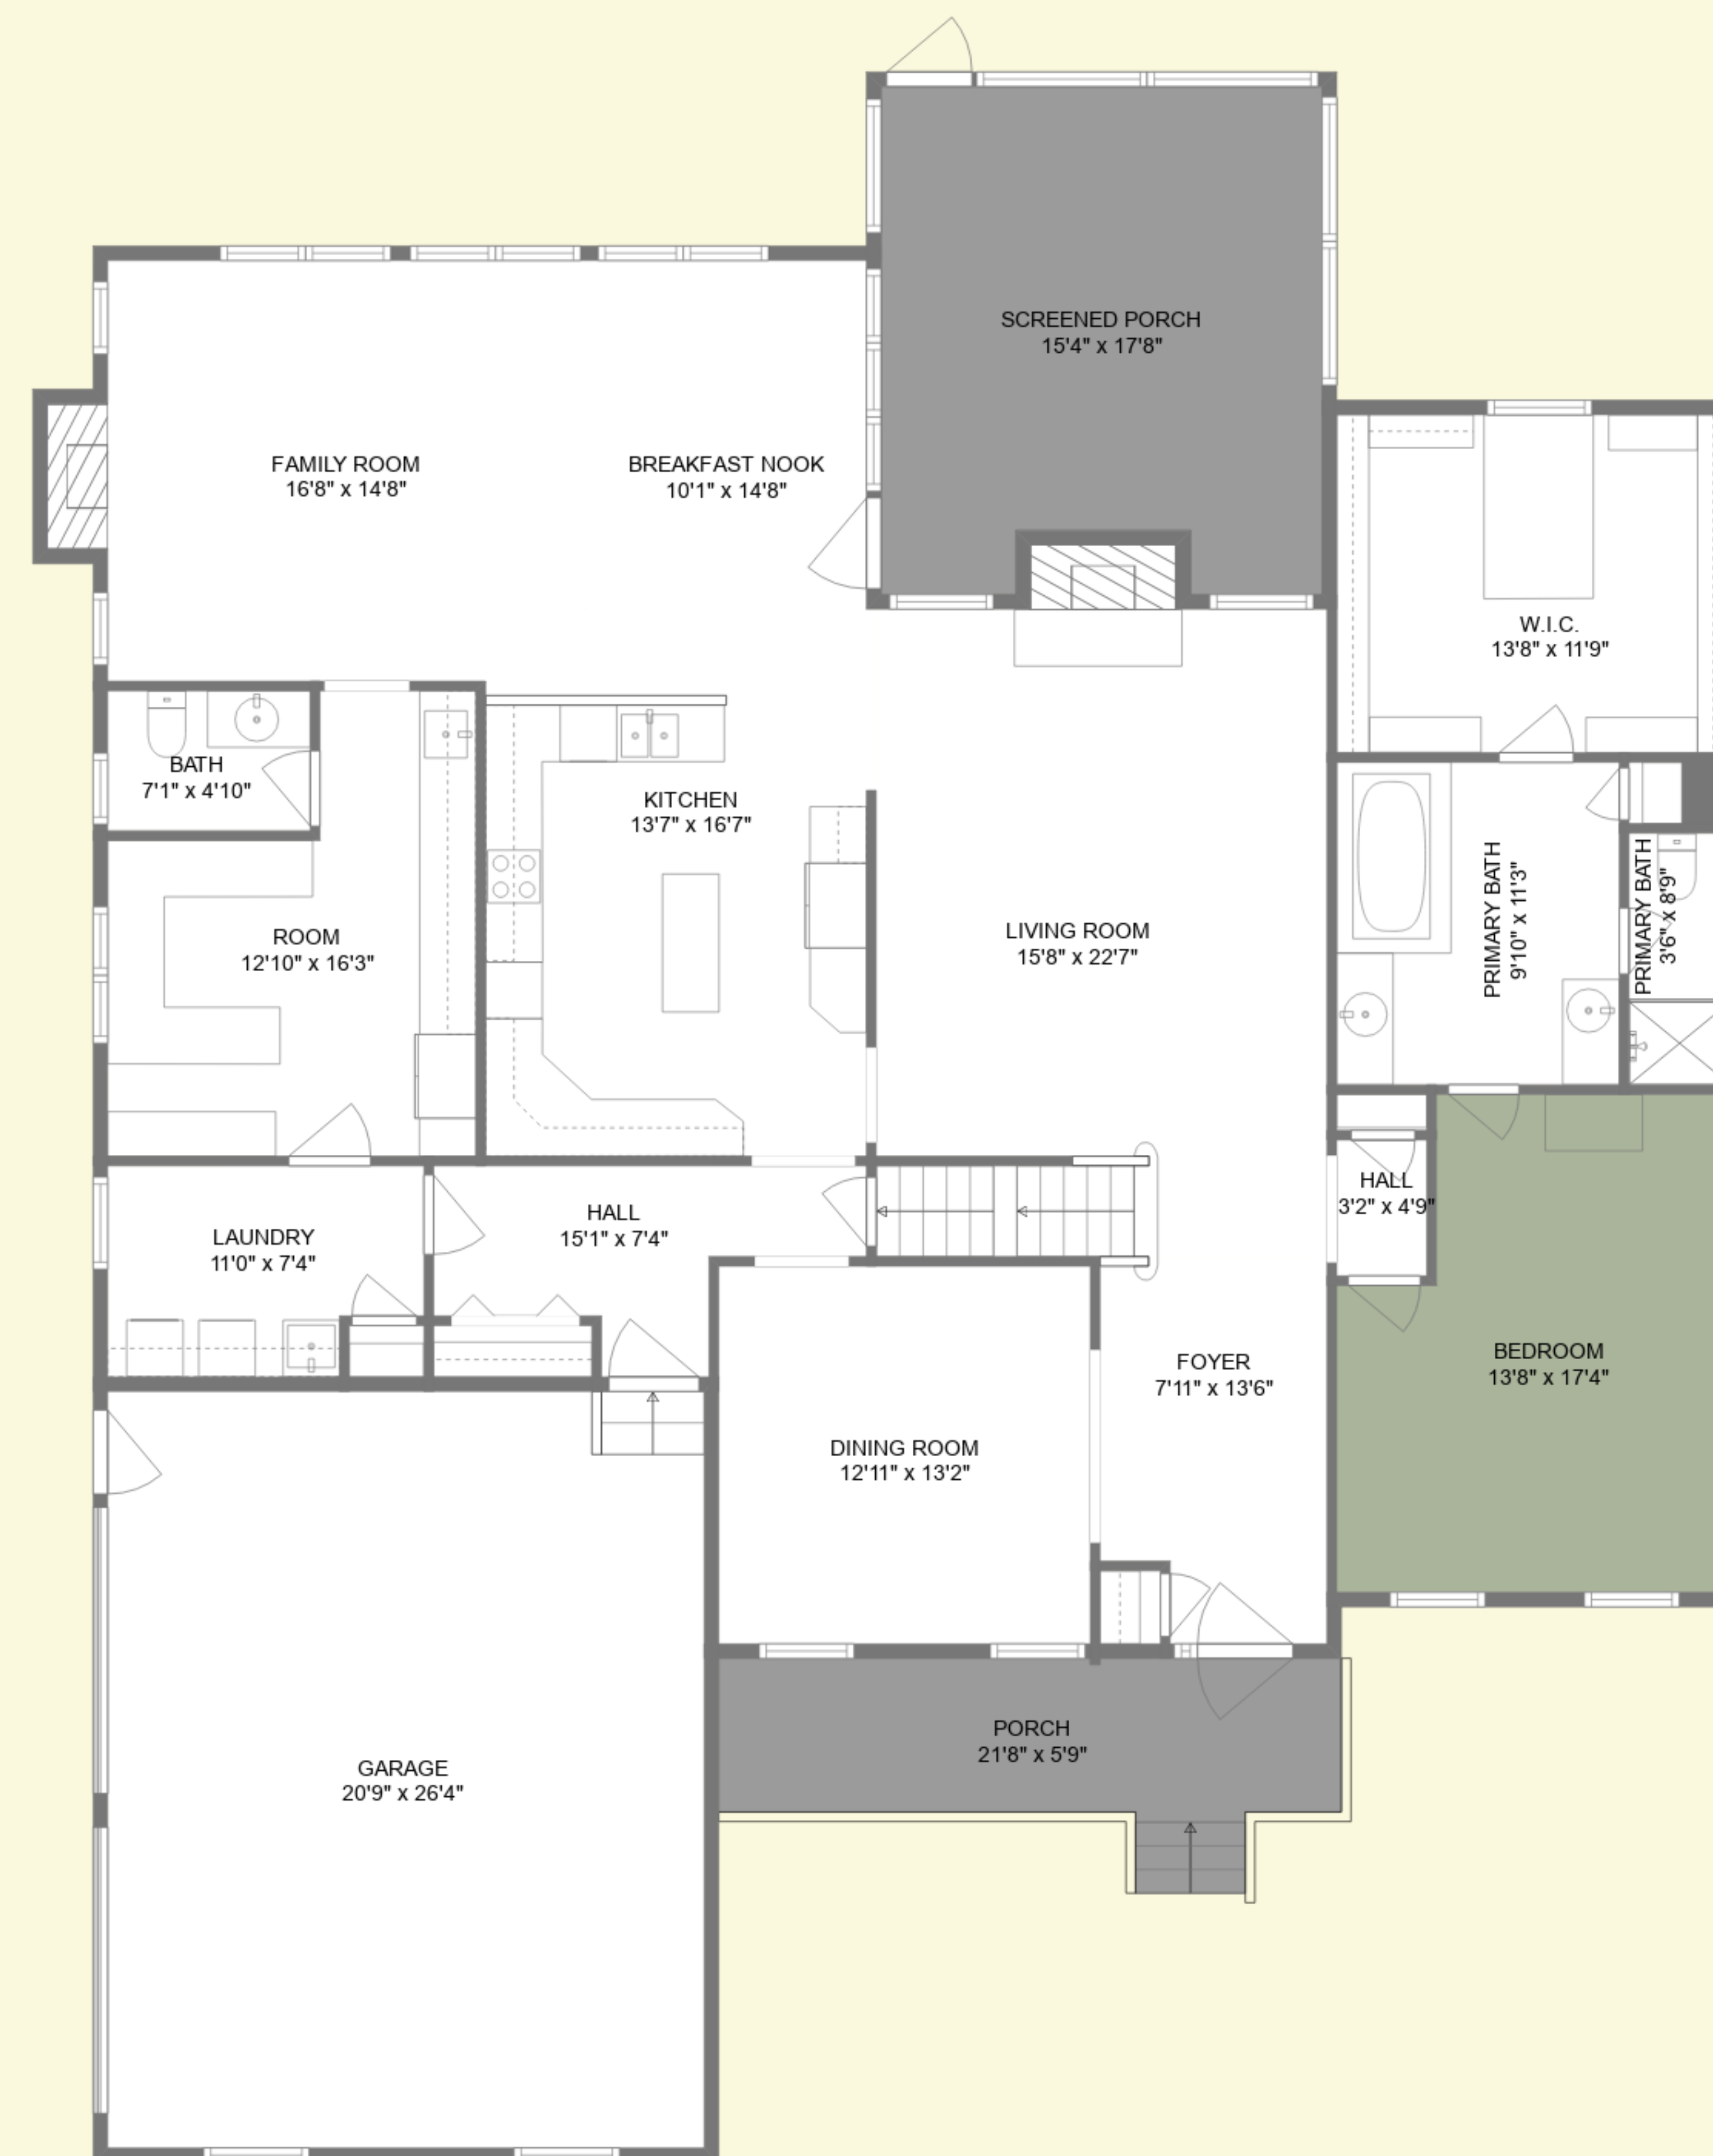 SCREENED PORCH
15'4" x 17'8"
FAMILY ROOM
16'8" x 14'8"
BREAKFAST NOOK
10'1" x 14'8"
W.I.C.
13'8" x 11'9"
BATH
7'1" x 4'10"
KITCHEN
13'7" x 16'7"
ROOM
12'10" x 16'3"
LIVING ROOM
15'8" x 22'7"
PRIMARY BATH
9'10" x 11'3"
PRIMARY BATH
3'6" x 8'9"
HALL
3'2" x 4'9"
LAUNDRY
11'0" x 7'4"
HALL
15'1" x 7'4"
FOYER
7'11" x 13'6"
BEDROOM
13'8" x 17'4"
DINING ROOM
12'11" x 13'2"
PORCH
21'8" x 5'9"
GARAGE
20'9" x 26'4"